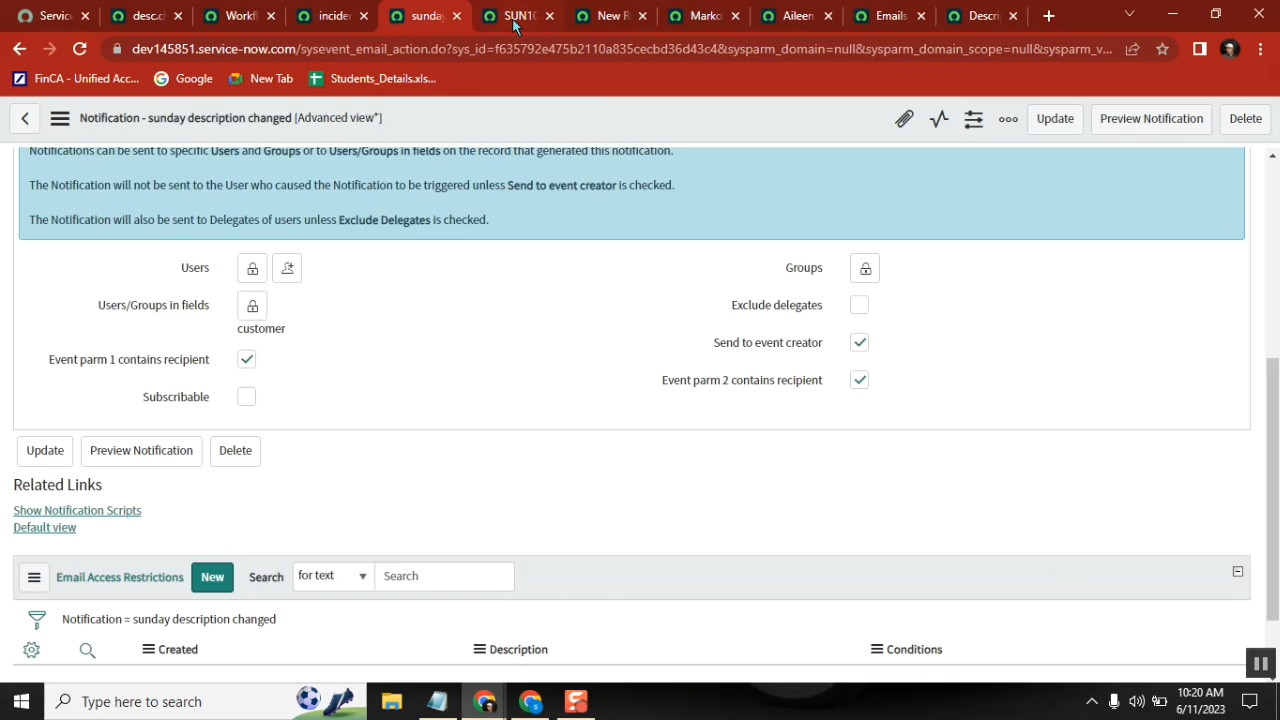 Service
desc.cl
Workfl
inciden
sunday
SUN10
New R
Marko
Aileen
Emails
Descri
dev145851.service-now.com/sysevent_email_action.do?sys_id=f635792e475b2110a835cecbd36d43c4&sysparm_domain=null&sysparm_domain_scope=null&sysparm_v...
FinCA - Unified Acc...
Google
New Tab
Students_Details.xls...
Notification - sunday description changed [Advanced view*]
Update
Preview Notification
Delete
Notifications can be sent to specific Users and Groups or to Users/Groups in fields on the record that generated this notification.
The Notification will not be sent to the User who caused the Notification to be triggered unless Send to event creator is checked.
The Notification will also be sent to Delegates of users unless Exclude Delegates is checked.
Users
Groups
Users/Groups in fields
Exclude delegates
customer
Send to event creator
Event parm 1 contains recipient
Event parm 2 contains recipient
Subscribable
Update
Preview Notification
Delete
Related Links
Show Notification Scripts
Default view
Email Access Restrictions
New
Search
for text
Search
Notification = sunday description changed
Created
Description
Conditions
Type here to search
10:20 AM
6/11/2023